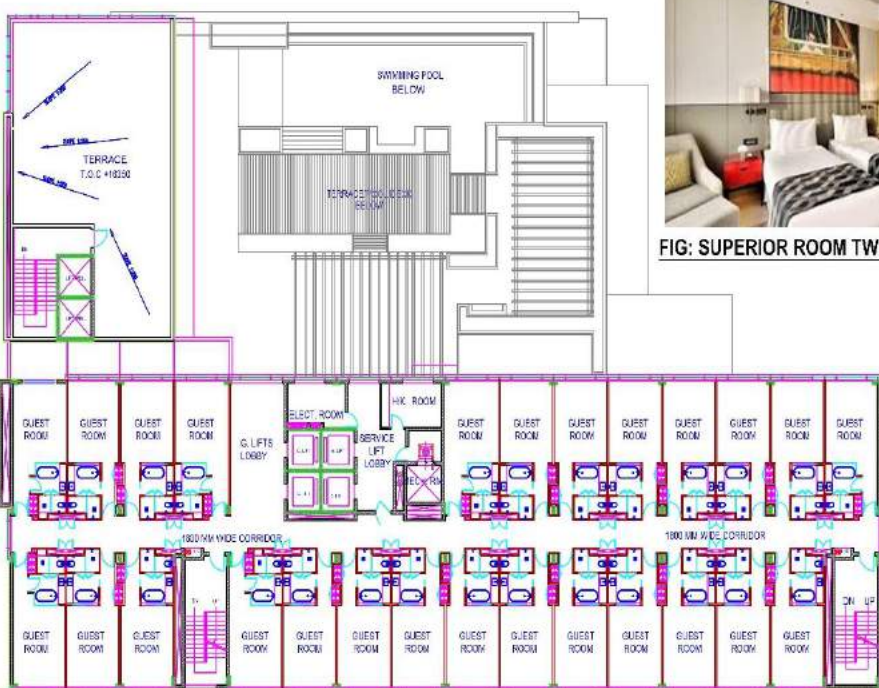 SWIMMING POOL
BELOW
TERRACE
T.O.C +18350
BELOW
FIG: SUPERIOR ROOM TW
GUEST
ROOM
GUEST
ROOM
GUEST
ROOM
GUEST
ROOM
G. LIFTS
LOBBY
ELECT. ROOM
SERVICE
LIFT
LOBBY
H.K. ROOM
GUEST
ROOM
GUEST
ROOM
GUEST
ROOM
GUEST
ROOM
GUEST
ROOM
GUEST
ROOM
GUEST
ROOM
GUEST
ROOM
1800 MM WIDE CORRIDOR
1800 MM WIDE CORRIDOR
GUEST
ROOM
GUEST
ROOM
GUEST
ROOM
GUEST
ROOM
GUEST
ROOM
GUEST
ROOM
GUEST
ROOM
GUEST
ROOM
GUEST
ROOM
GUEST
ROOM
GUEST
ROOM
GUEST
ROOM
GUEST
ROOM
GUEST
ROOM
DN UP